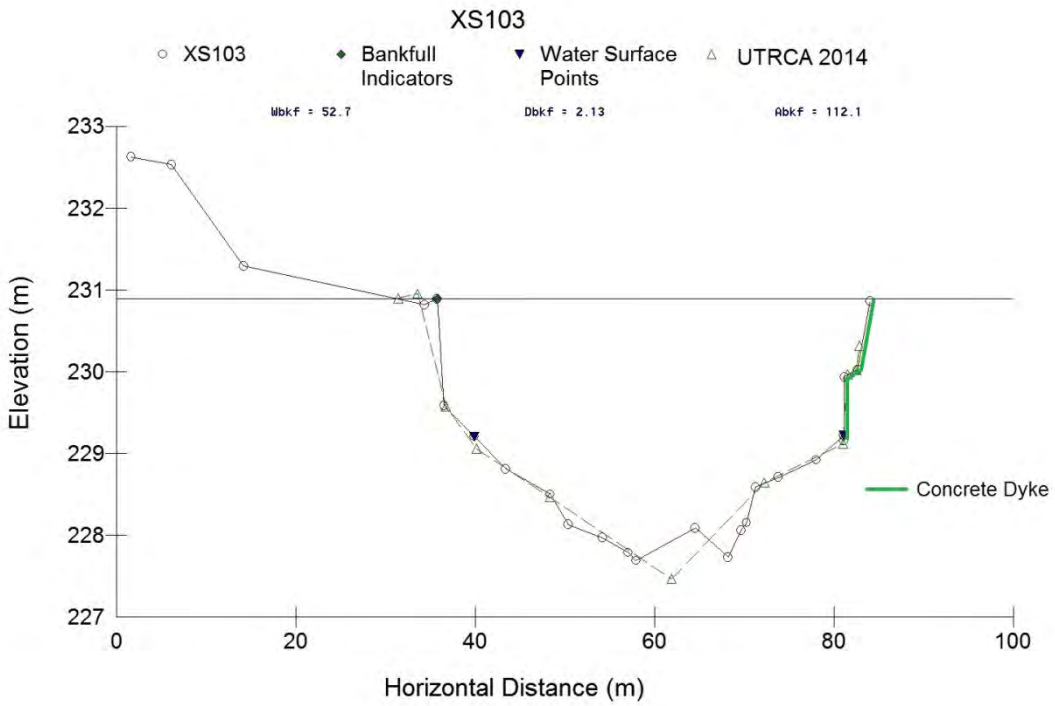 XS103
XS103
Bankfull
Indicators
Water Surface
Points
UTRCA 2014
Wbkf = 52.7
Dbkf = 2.13
Abkf = 112.1
233
232
231
230
229
228
227
Elevation (m)
Concrete Dyke
0
20
40
60
80
100
Horizontal Distance (m)